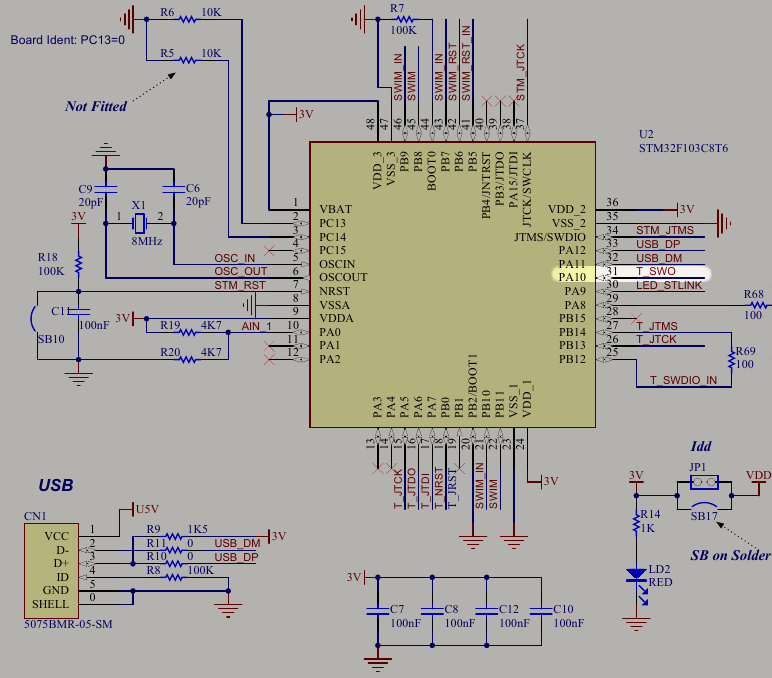 R6 10K
R5 10K
Board Ident: PC13=0
Not Fitted
R7
100K
SWIM_IN
SWIM
SWIM_IN
SWIM_RST
SWIM_RST_IN
STM_JTCK
3V
48
47
46
45
44
43
42
41
40
39
38
37
VDD_3
VSS_3
PB9
PB8
BOOT0
PB7
PB6
PB5
PB4/JNTRST
PB3/JTDO
PA15/JTDI
JTCK/SWCLK
U2
STM32F103C8T6
C9
20pF
X1
1 2
8MHz
C6
20pF
3V
R18
100K
OSC_IN
OSC_OUT
STM_RST
C11
100nF
SB10
3V
R19 4K7
AIN_1
R20 4K7
1 VBAT
2 PC13
3 PC14
4 PC15
5 OSCIN
6 OSCOUT
7 NRST
8 VSSA
9 VDDA
10 PA0
11 PA1
12 PA2
VDD_2 36 3V
VSS_2 35
JTMS/SWDIO 34 STM_JTMS
PA12 33 USB_DP
PA11 32 USB_DM
PA10 31 T_SWO
PA9 30 LED_STLINK
PA8 29
PB15 28
PB14 27 T_JTMS
PB13 26 T_JTCK
PB12 25
R68
100
R69
100
T_SWDIO_IN
PA3
PA4
PA5
PA6
PA7
PB0
PB1
PB2/BOOT1
PB10
PB11
VSS_1
VDD_1
13
14
15
16
17
18
19
20
21
22
23
24
T_JTCK
T_JTDO
T_JTDI
T_NRST
T_JRST
SWIM_IN
SWIM
3V
USB
CN1
VCC 1
D- 2
D+ 3
ID 4
GND 5
SHELL 0
5075BMR-05-SM
U5V
R9 1K5 3V
R11 0 USB_DM
R10 0 USB_DP
R8 100K
3V
C7
100nF
C8
100nF
C12
100nF
C10
100nF
Idd
3V
JP1
VDD
SB17
R14
1K
SB on Solder
LD2
RED